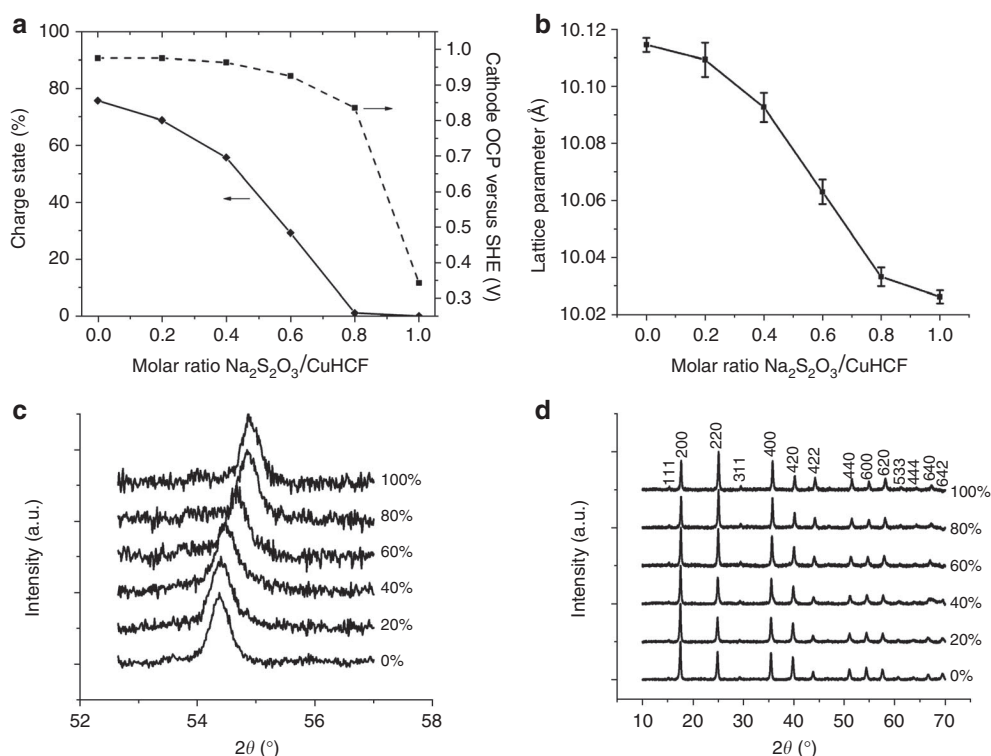 a
100
80
60
40
20
0
Charge state (%)
1.0
0.9
0.8
0.7
0.6
0.5
0.4
0.3
Cathode OCP versus SHE (V)
0.0 0.2 0.4 0.6 0.8 1.0
Molar ratio Na₂S₂O₃/CuHCF
b
10.12
10.10
10.08
10.06
10.04
10.02
Lattice parameter (Å)
0.0 0.2 0.4 0.6 0.8 1.0
Molar ratio Na₂S₂O₃/CuHCF
c
Intensity (a.u.)
100%
80%
60%
40%
20%
0%
52 54 56 58
2θ (°)
d
Intensity (a.u.)
111 200 220 311 400 420 422 440 600 620 533 444 640 642
100%
80%
60%
40%
20%
0%
10 20 30 40 50 60 70
2θ (°)